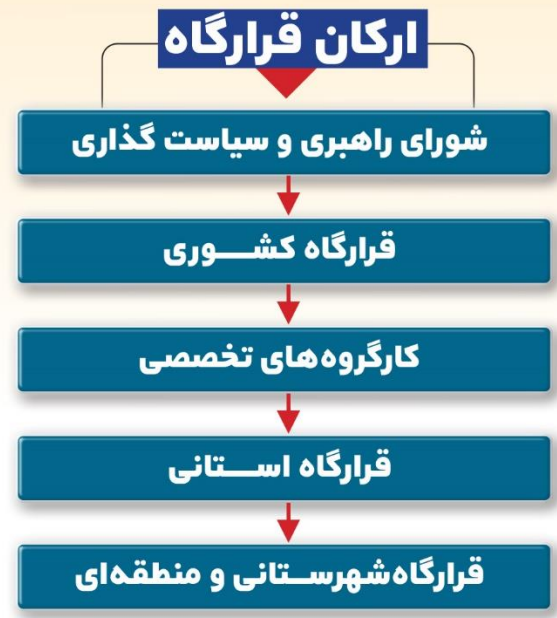 ارکان قرارگاه
شورای راهبری و سیاست گذاری
قرارگاه کشـــوری
کارگروه‌های تخصصی
قرارگاه اســـتانی
قرارگاه‌شهرســـتانی و منطقه‌ای